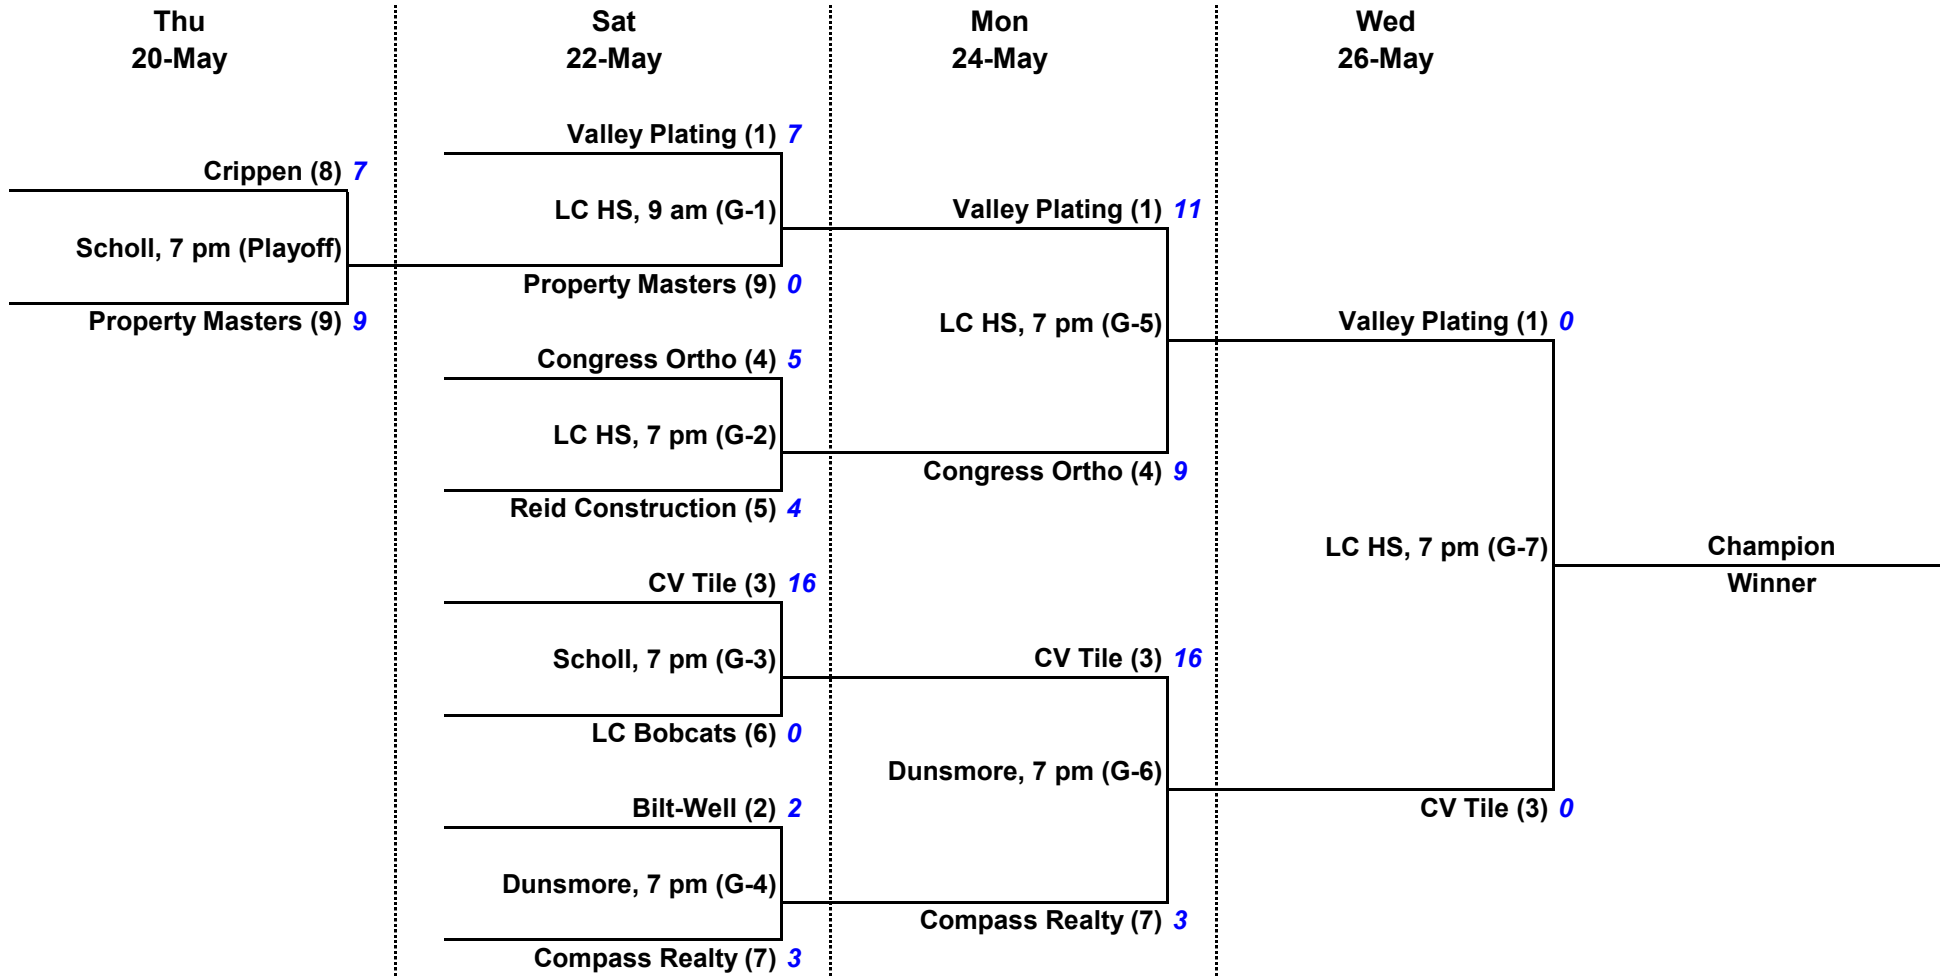 Thu
20-May
Sat
22-May
Mon
24-May
Wed
26-May
Crippen (8) 7
Scholl, 7 pm (Playoff)
Property Masters (9) 9
Valley Plating (1) 7
LC HS, 9 am (G-1)
Property Masters (9) 0
Congress Ortho (4) 5
LC HS, 7 pm (G-2)
Reid Construction (5) 4
CV Tile (3) 16
Scholl, 7 pm (G-3)
LC Bobcats (6) 0
Bilt-Well (2) 2
Dunsmore, 7 pm (G-4)
Compass Realty (7) 3
Valley Plating (1) 11
LC HS, 7 pm (G-5)
Congress Ortho (4) 9
CV Tile (3) 16
Dunsmore, 7 pm (G-6)
Compass Realty (7) 3
Valley Plating (1) 0
LC HS, 7 pm (G-7)
CV Tile (3) 0
Champion
Winner